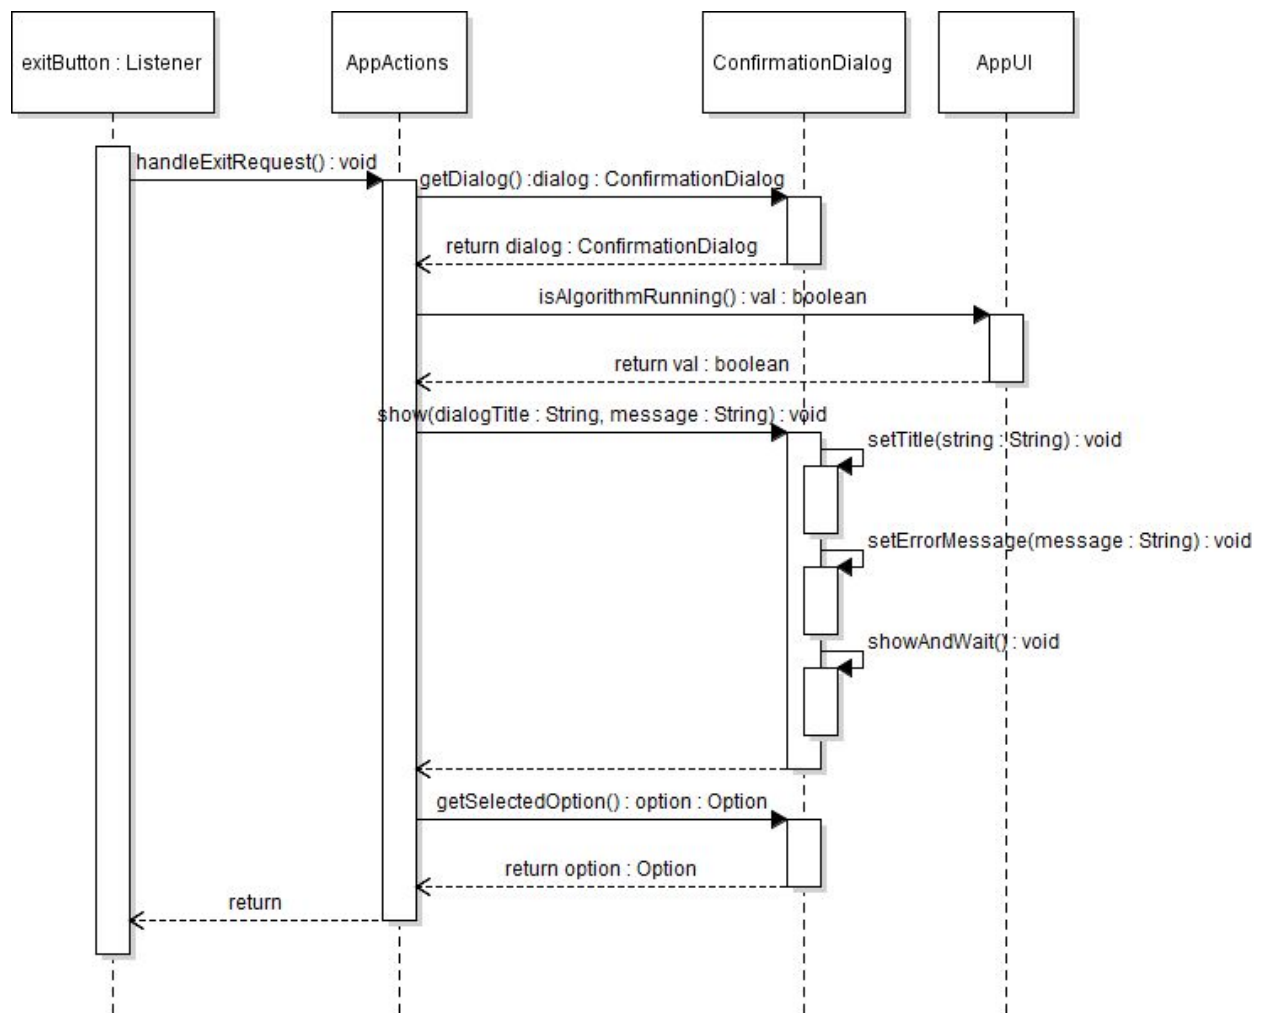 exitButton : Listener
AppActions
ConfirmationDialog
AppUI
handleExitRequest() : void
getDialog() :dialog : ConfirmationDialog
return dialog : ConfirmationDialog
isAlgorithmRunning() : val : boolean
return val : boolean
show(dialogTitle : String, message : String) : void
setTitle(string : String) : void
setErrorMessage(message : String) : void
showAndWait() : void
getSelectedOption() : option : Option
return option : Option
return